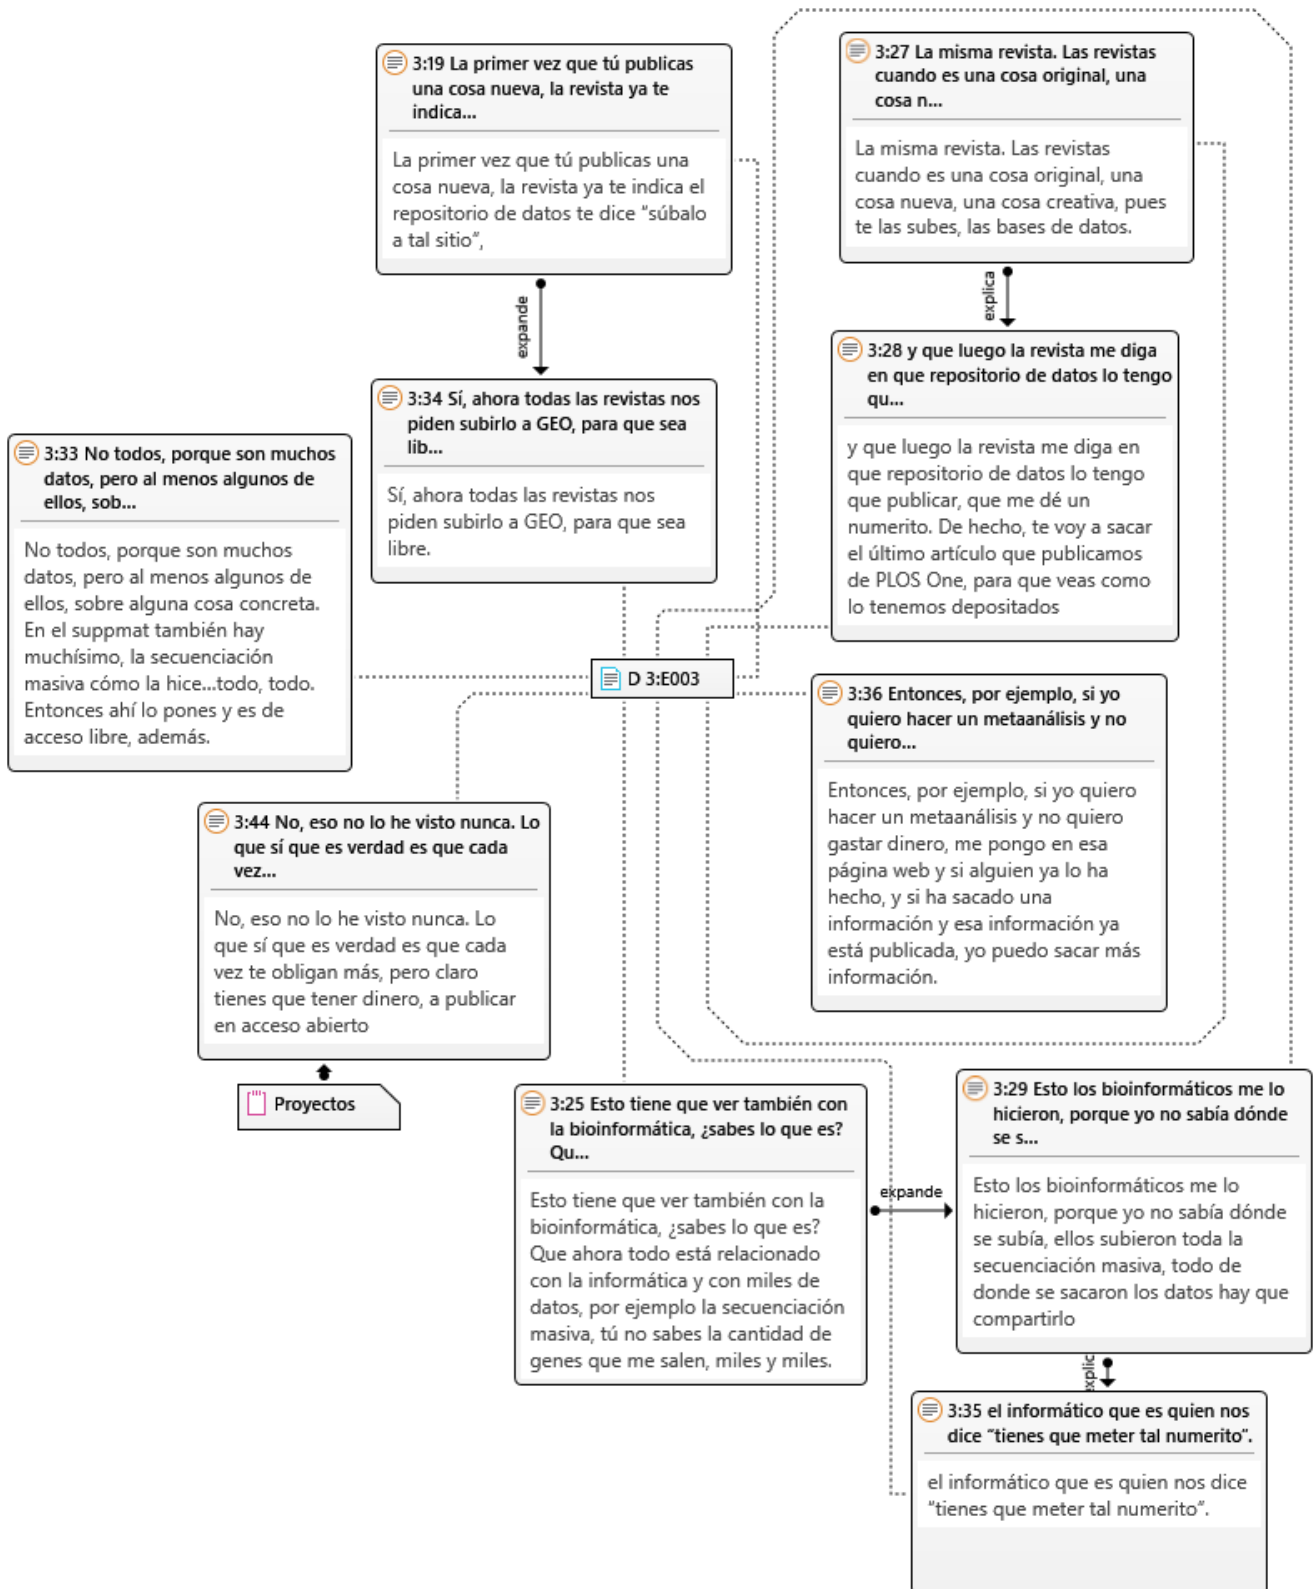 3:19 La primer vez que tú publicas
una cosa nueva, la revista ya te
indica...
La primer vez que tú publicas una
cosa nueva, la revista ya te indica el
repositorio de datos te dice “súbalo
a tal sitio”,
3:27 La misma revista. Las revistas
cuando es una cosa original, una
cosa n...
La misma revista. Las revistas
cuando es una cosa original, una
cosa nueva, una cosa creativa, pues
te las subes, las bases de datos.
expande
explica
3:34 Sí, ahora todas las revistas nos
piden subirlo a GEO, para que sea
lib...
Sí, ahora todas las revistas nos
piden subirlo a GEO, para que sea
libre.
3:28 y que luego la revista me diga
en que repositorio de datos lo tengo
qu...
y que luego la revista me diga
en que repositorio de datos lo tengo
que publicar, que me dé un
numerito. De hecho, te voy a sacar
el último artículo que publicamos
de PLOS One, para que veas como
lo tenemos depositados
3:33 No todos, porque son muchos
datos, pero al menos algunos de
ellos, sob...
No todos, porque son muchos
datos, pero al menos algunos de
ellos, sobre alguna cosa concreta.
En el suppmat también hay
muchísimo, la secuenciación
masiva cómo la hice...todo, todo.
Entonces ahí lo pones y es de
acceso libre, además.
D 3:E003
3:36 Entonces, por ejemplo, si yo
quiero hacer un metaanálisis y no
quiero...
Entonces, por ejemplo, si yo quiero
hacer un metaanálisis y no quiero
gastar dinero, me pongo en esa
página web y si alguien ya lo ha
hecho, y si ha sacado una
información y esa información ya
está publicada, yo puedo sacar más
información.
3:44 No, eso no lo he visto nunca. Lo
que sí que es verdad es que cada
vez...
No, eso no lo he visto nunca. Lo
que sí que es verdad es que cada
vez te obligan más, pero claro
tienes que tener dinero, a publicar
en acceso abierto
Proyectos
3:25 Esto tiene que ver también con
la bioinformática, ¿sabes lo que es?
Qu...
Esto tiene que ver también con la
bioinformática, ¿sabes lo que es?
Que ahora todo está relacionado
con la informática y con miles de
datos, por ejemplo la secuenciación
masiva, tú no sabes la cantidad de
genes que me salen, miles y miles.
expande
3:29 Esto los bioinformáticos me lo
hicieron, porque yo no sabía dónde
se s...
Esto los bioinformáticos me lo
hicieron, porque yo no sabía dónde
se subía, ellos subieron toda la
secuenciación masiva, todo de
donde se sacaron los datos hay que
compartirlo
explic
3:35 el informático que es quien nos
dice “tienes que meter tal numerito”.
el informático que es quien nos dice
“tienes que meter tal numerito”.